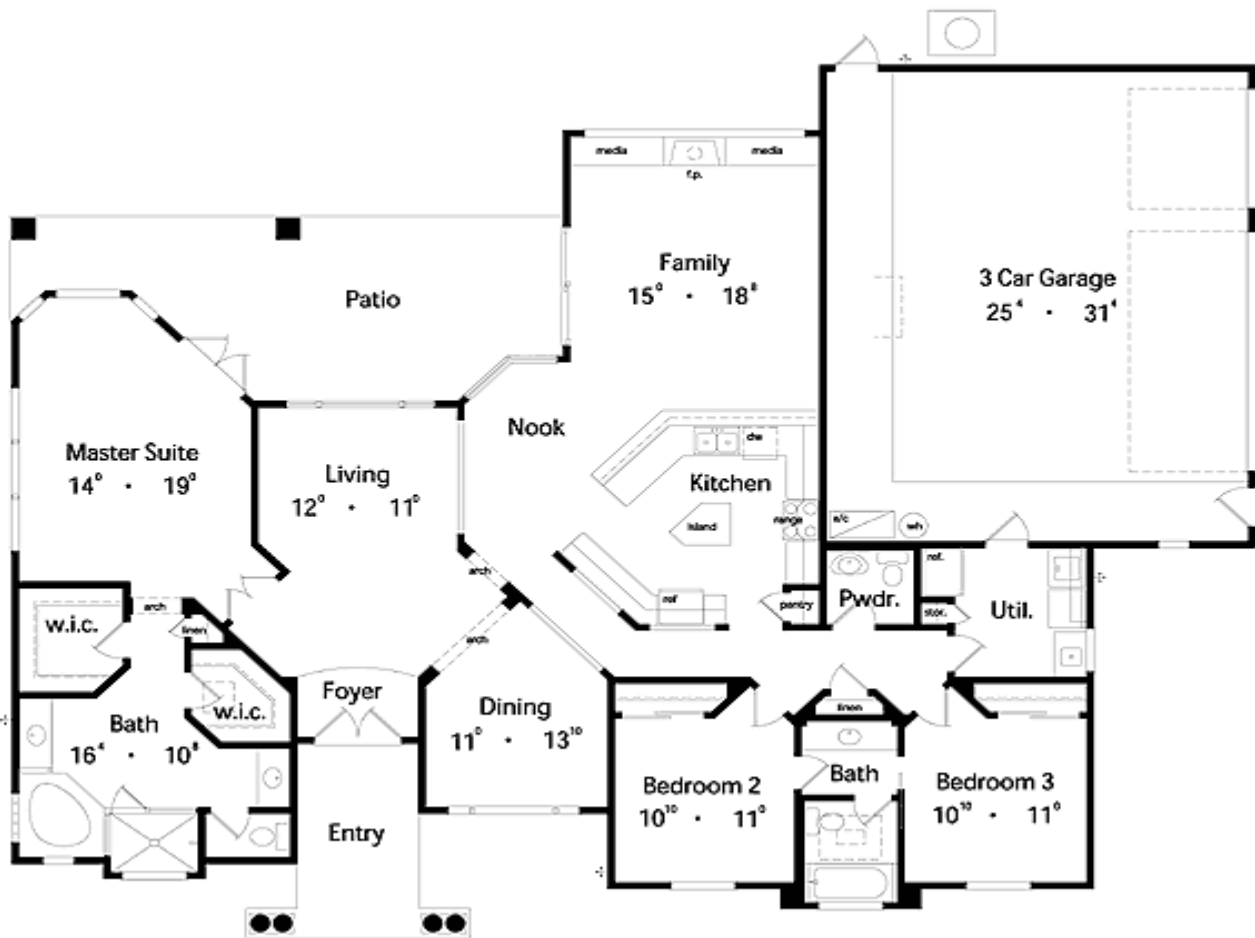 media
media
f.p.
Family
15⁰ · 18⁸
3 Car Garage
25⁴ · 31⁴
Patio
Nook
Master Suite
14⁰ · 19⁰
Living
12⁰ · 11⁰
dw
Kitchen
island
range
a/c
wh
arch
ref
pantry
Pwdr.
ref.
stor.
Util.
arch
linen
w.i.c.
arch
w.i.c.
Foyer
Dining
11⁰ · 13¹⁰
linen
Bath
16⁴ · 10⁸
Bedroom 2
10¹⁰ · 11⁰
Bath
Bedroom 3
10¹⁰ · 11⁰
Entry